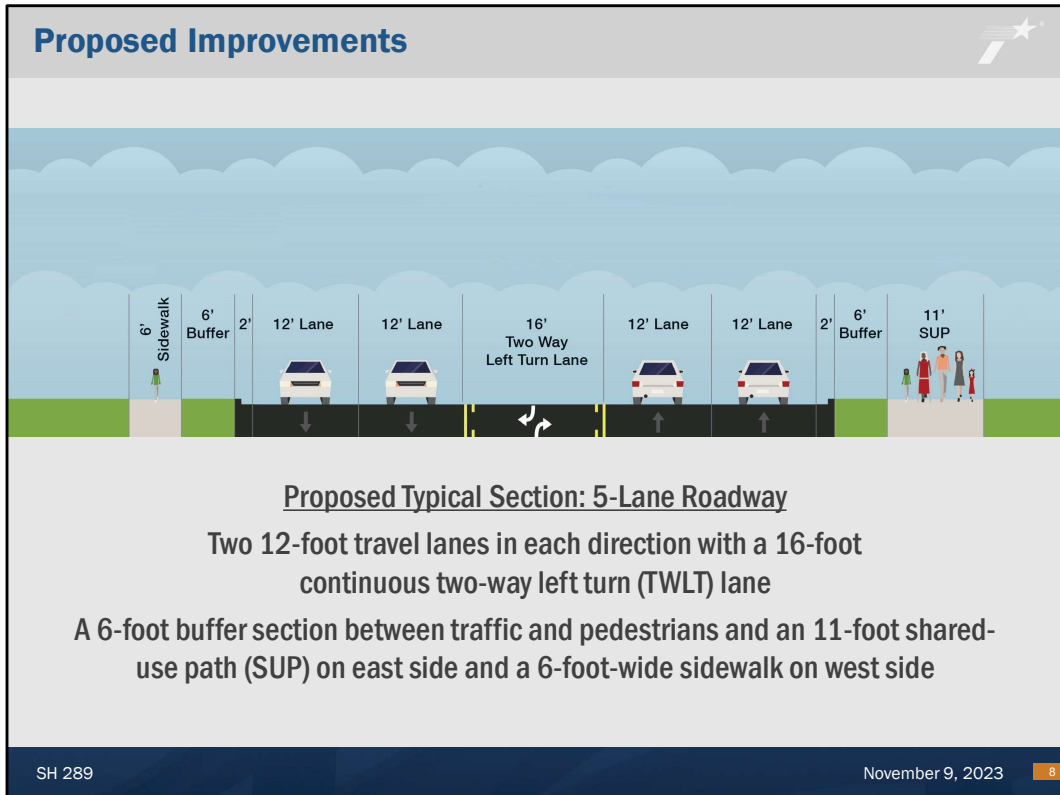 Proposed Improvements
6' Sidewalk
6' Buffer
2'
12' Lane
12' Lane
16'
Two Way
Left Turn Lane
12' Lane
12' Lane
2'
6'
Buffer
11'
SUP
Proposed Typical Section: 5-Lane Roadway
Two 12-foot travel lanes in each direction with a 16-foot
continuous two-way left turn (TWLT) lane
A 6-foot buffer section between traffic and pedestrians and an 11-foot shared-
use path (SUP) on east side and a 6-foot-wide sidewalk on west side
SH 289
November 9, 2023
8